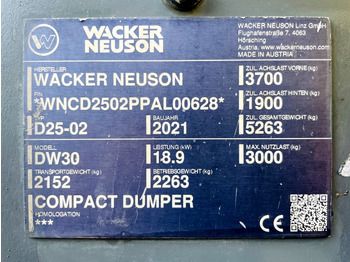 WACKER NEUSON
WACKER NEUSON Linz GmbH
Flughafenstraße 7, 4063
Hörsching
Austria, www.wackerneuson.com
MADE IN AUSTRIA
HERSTELLER
WACKER NEUSON
ZUL. ACHSLAST VORNE (kg)
3700
PIN
*WNCD2502PPAL00628*
ZUL. ACHSLAST HINTEN (kg)
1900
TYP
D25-02
BAUJAHR
2021
ZUL. GESAMTGEWICHT (kg)
5263
MODELL
DW30
LEISTUNG (kW)
18.9
MAX. NUTZLAST (kg)
3000
TRANSPORTGEWICHT (kg)
2152
BETRIEBSGEWICHT (kg)
2263
COMPACT DUMPER
HOMOLOGATION
***
CE